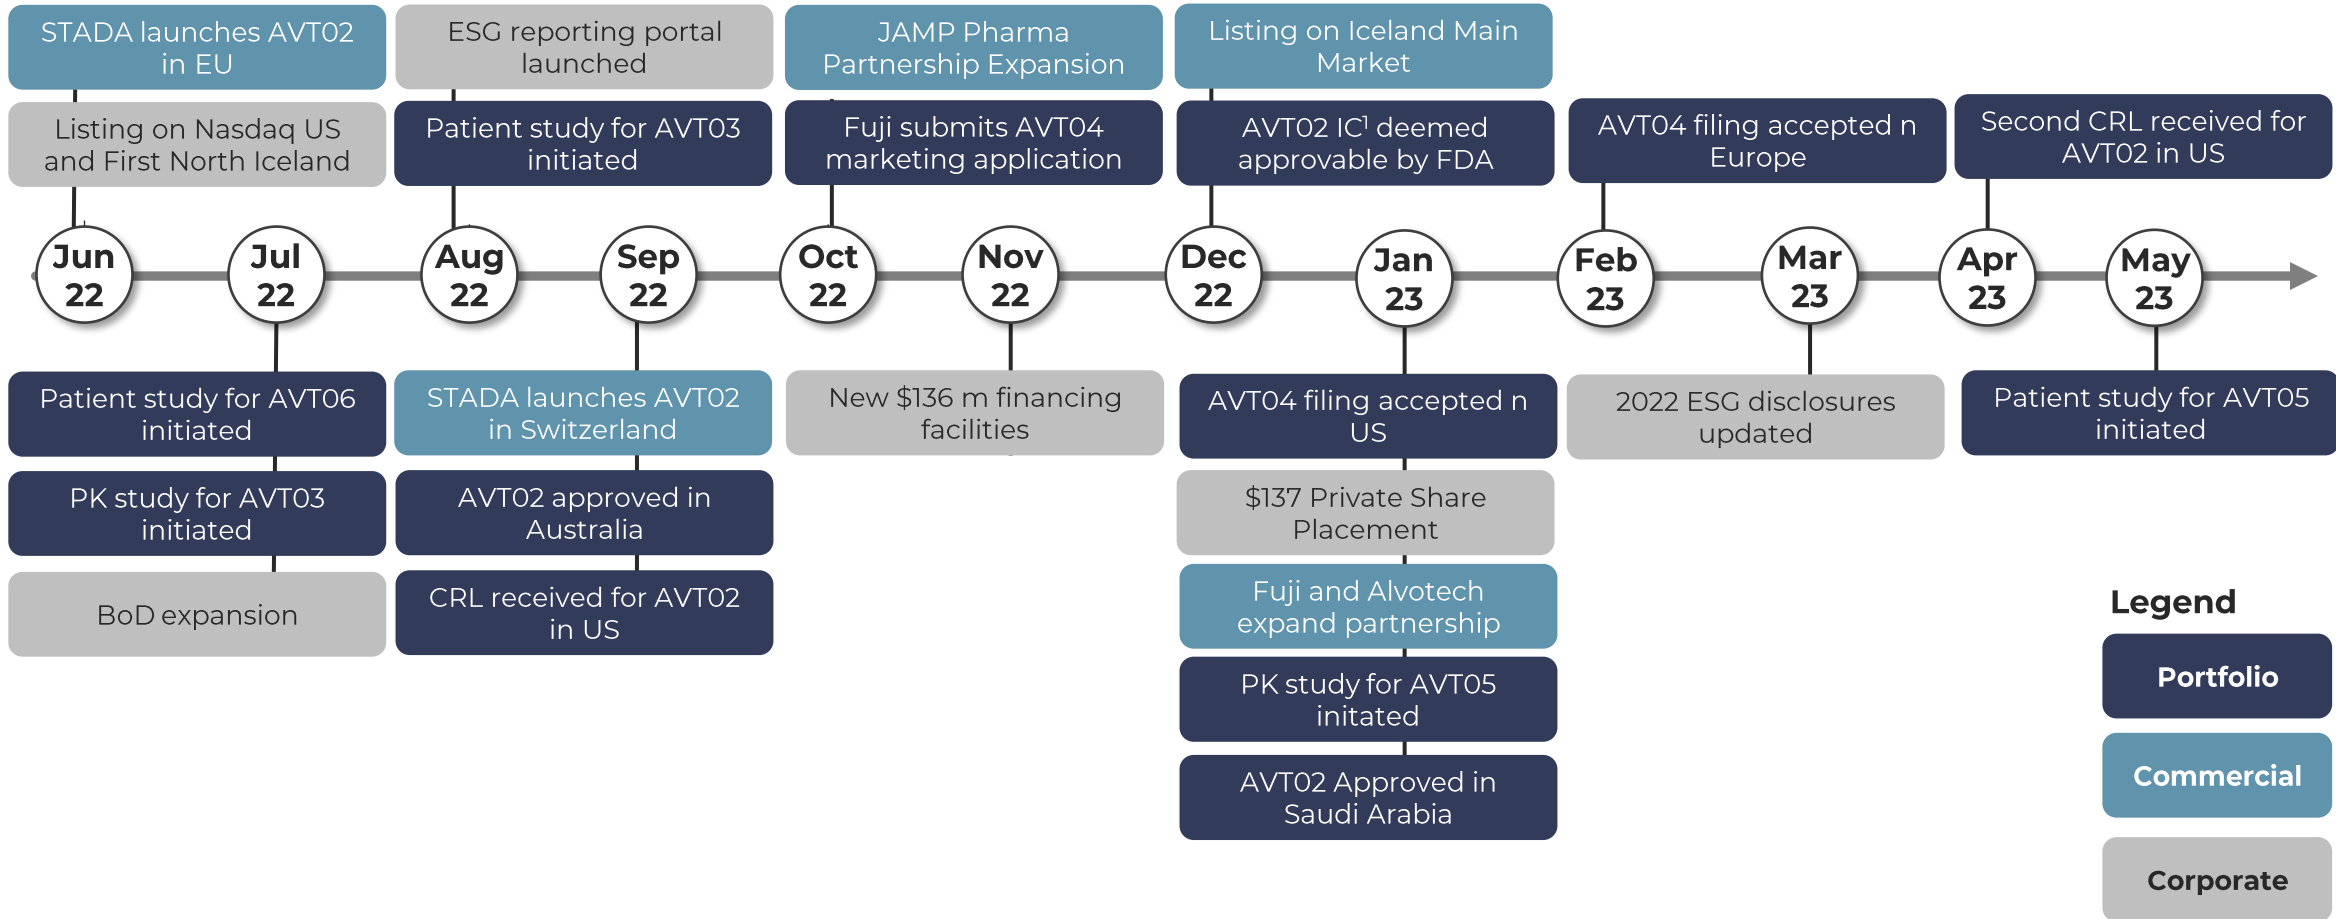 STADA launches AVT02
in EU
Listing on Nasdaq US
and First North Iceland
ESG reporting portal
launched
Patient study for AVT03
initiated
JAMP Pharma
Partnership Expansion
Fuji submits AVT04
marketing application
Listing on Iceland Main
Market
AVT02 IC¹ deemed
approvable by FDA
AVT04 filing accepted n
Europe
Second CRL received for
AVT02 in US
Jun
22
Jul
22
Aug
22
Sep
22
Oct
22
Nov
22
Dec
22
Jan
23
Feb
23
Mar
23
Apr
23
May
23
Patient study for AVT06
initiated
PK study for AVT03
initiated
BoD expansion
STADA launches AVT02
in Switzerland
AVT02 approved in
Australia
CRL received for AVT02
in US
New $136 m financing
facilities
AVT04 filing accepted n
US
$137 Private Share
Placement
Fuji and Alvotech
expand partnership
PK study for AVT05
initated
AVT02 Approved in
Saudi Arabia
2022 ESG disclosures
updated
Patient study for AVT05
initiated
Legend
Portfolio
Commercial
Corporate